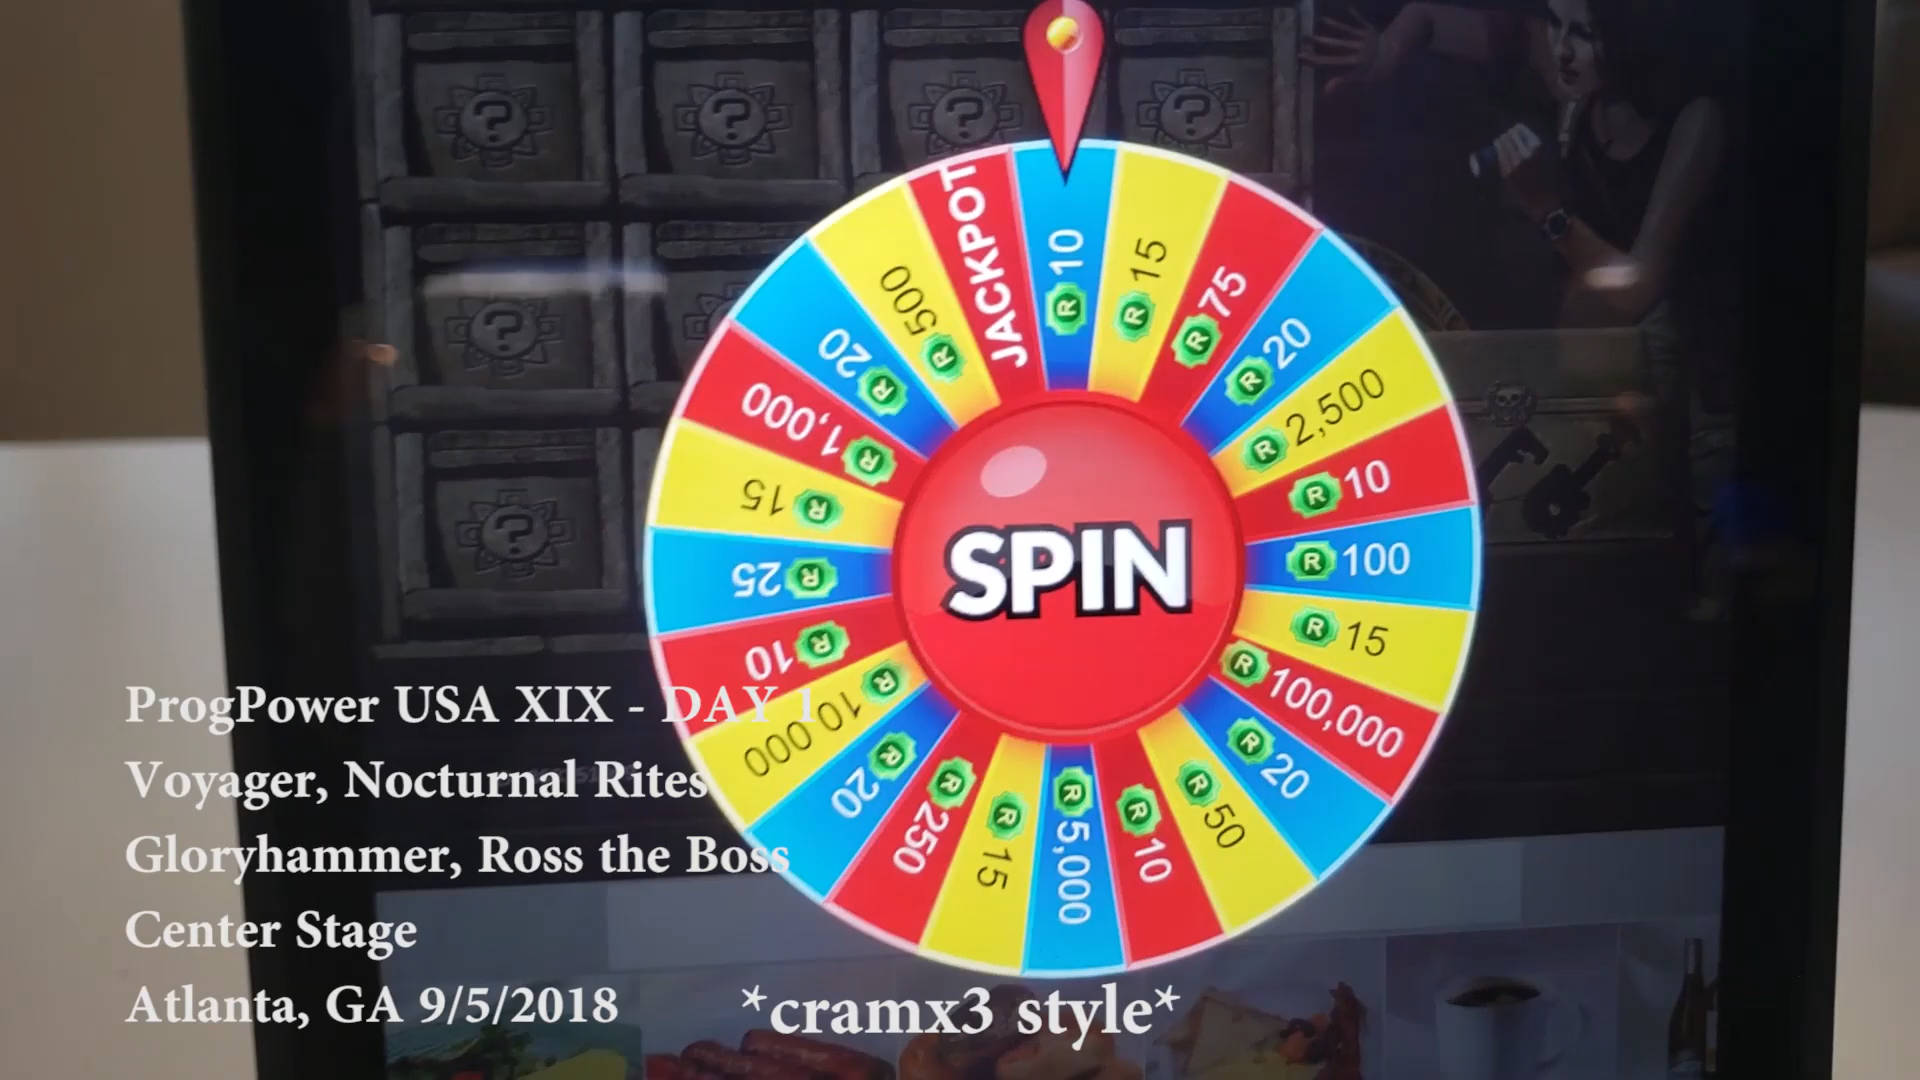 JACKPOT
R 10
R 15
R 75
R 20
R 2,500
R 10
R 100
R 15
R 100,000
R 20
R 50
R 10
R 5,000
R 15
R 250
R 20
R 10,000
R 10
R 25
R 15
R 1,000
R 20
R 500
SPIN
? ? ? ?
?
?
ProgPower USA XIX - DAY 1
Voyager, Nocturnal Rites
Gloryhammer, Ross the Boss
Center Stage
Atlanta, GA 9/5/2018
*cramx3 style*